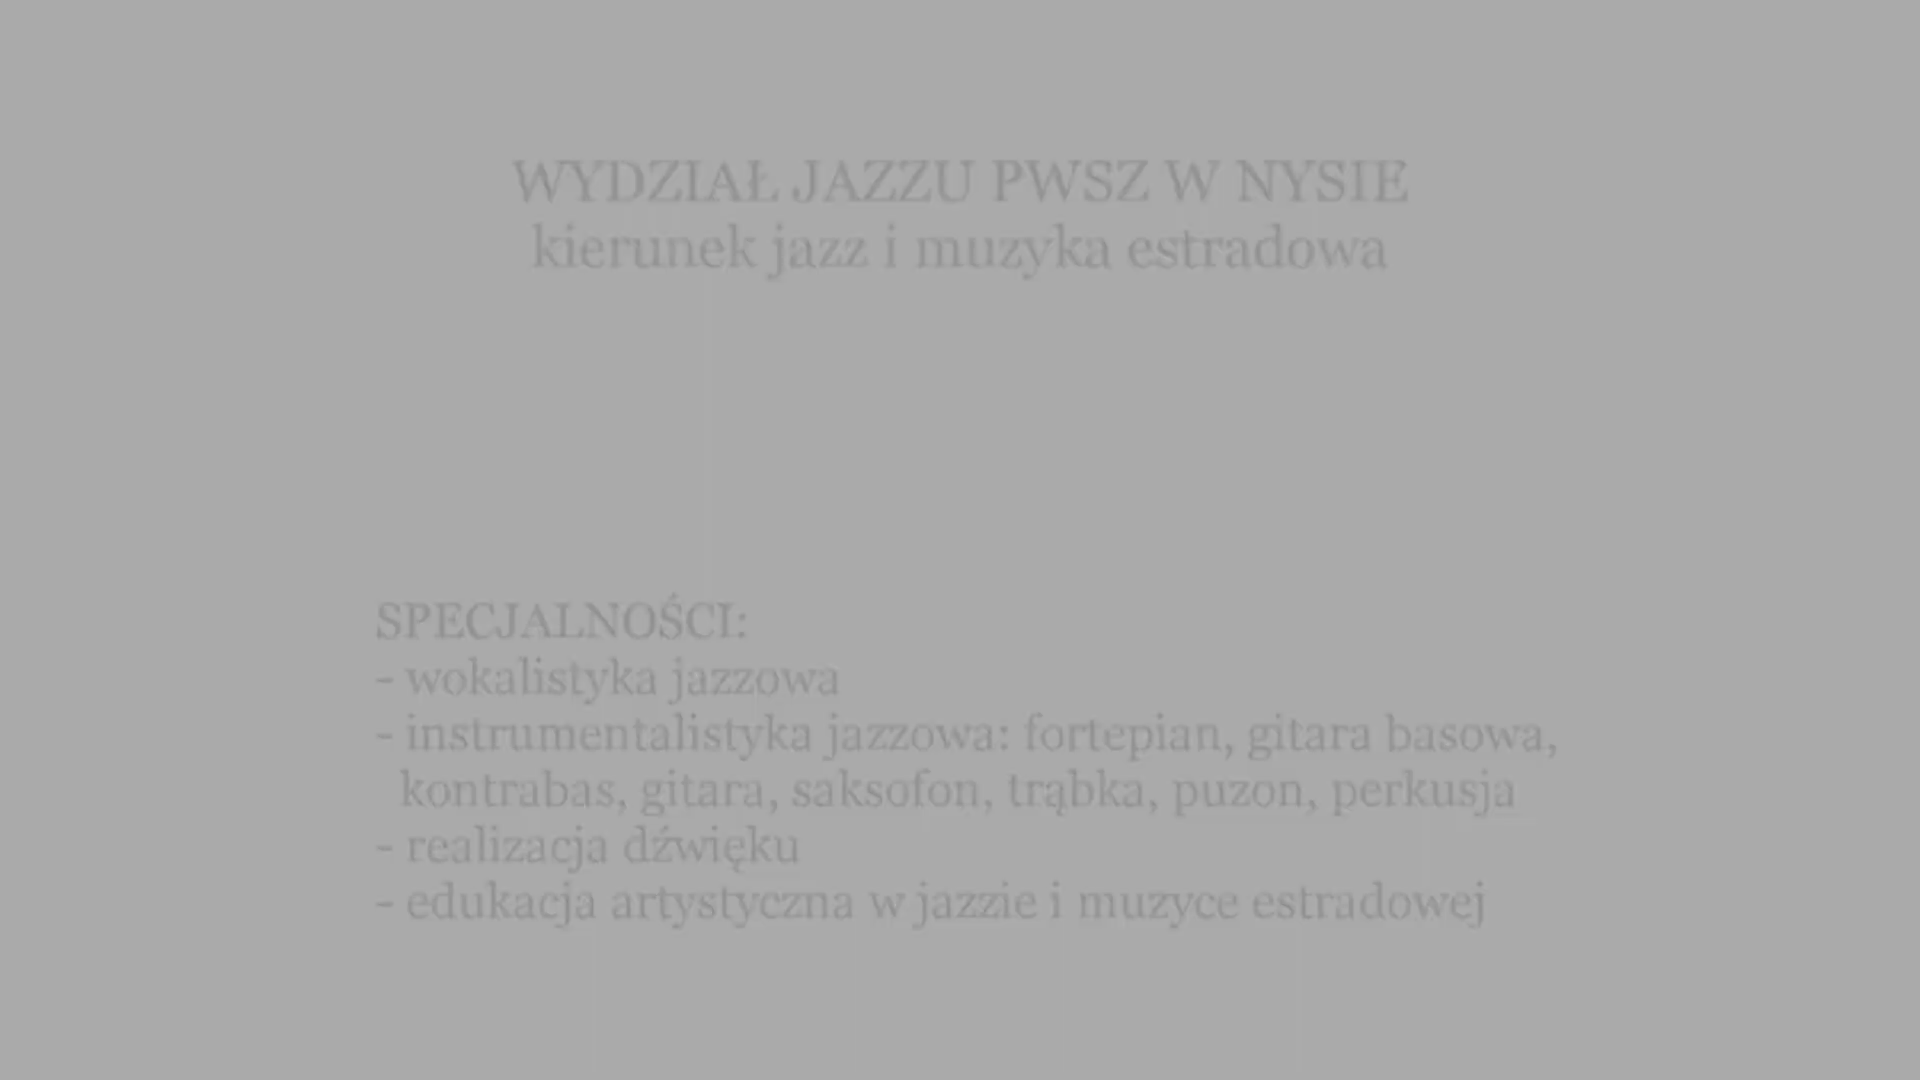 WYDZIAŁ JAZZU PWSZ W NYSIE
kierunek jazz i muzyka estradowa
SPECJALNOŚCI:
- wokalistyka jazzowa
- instrumentalistyka jazzowa: fortepian, gitara basowa,
kontrabas, gitara, saksofon, trąbka, puzon, perkusja
- realizacja dźwięku
- edukacja artystyczna w jazzie i muzyce estradowej